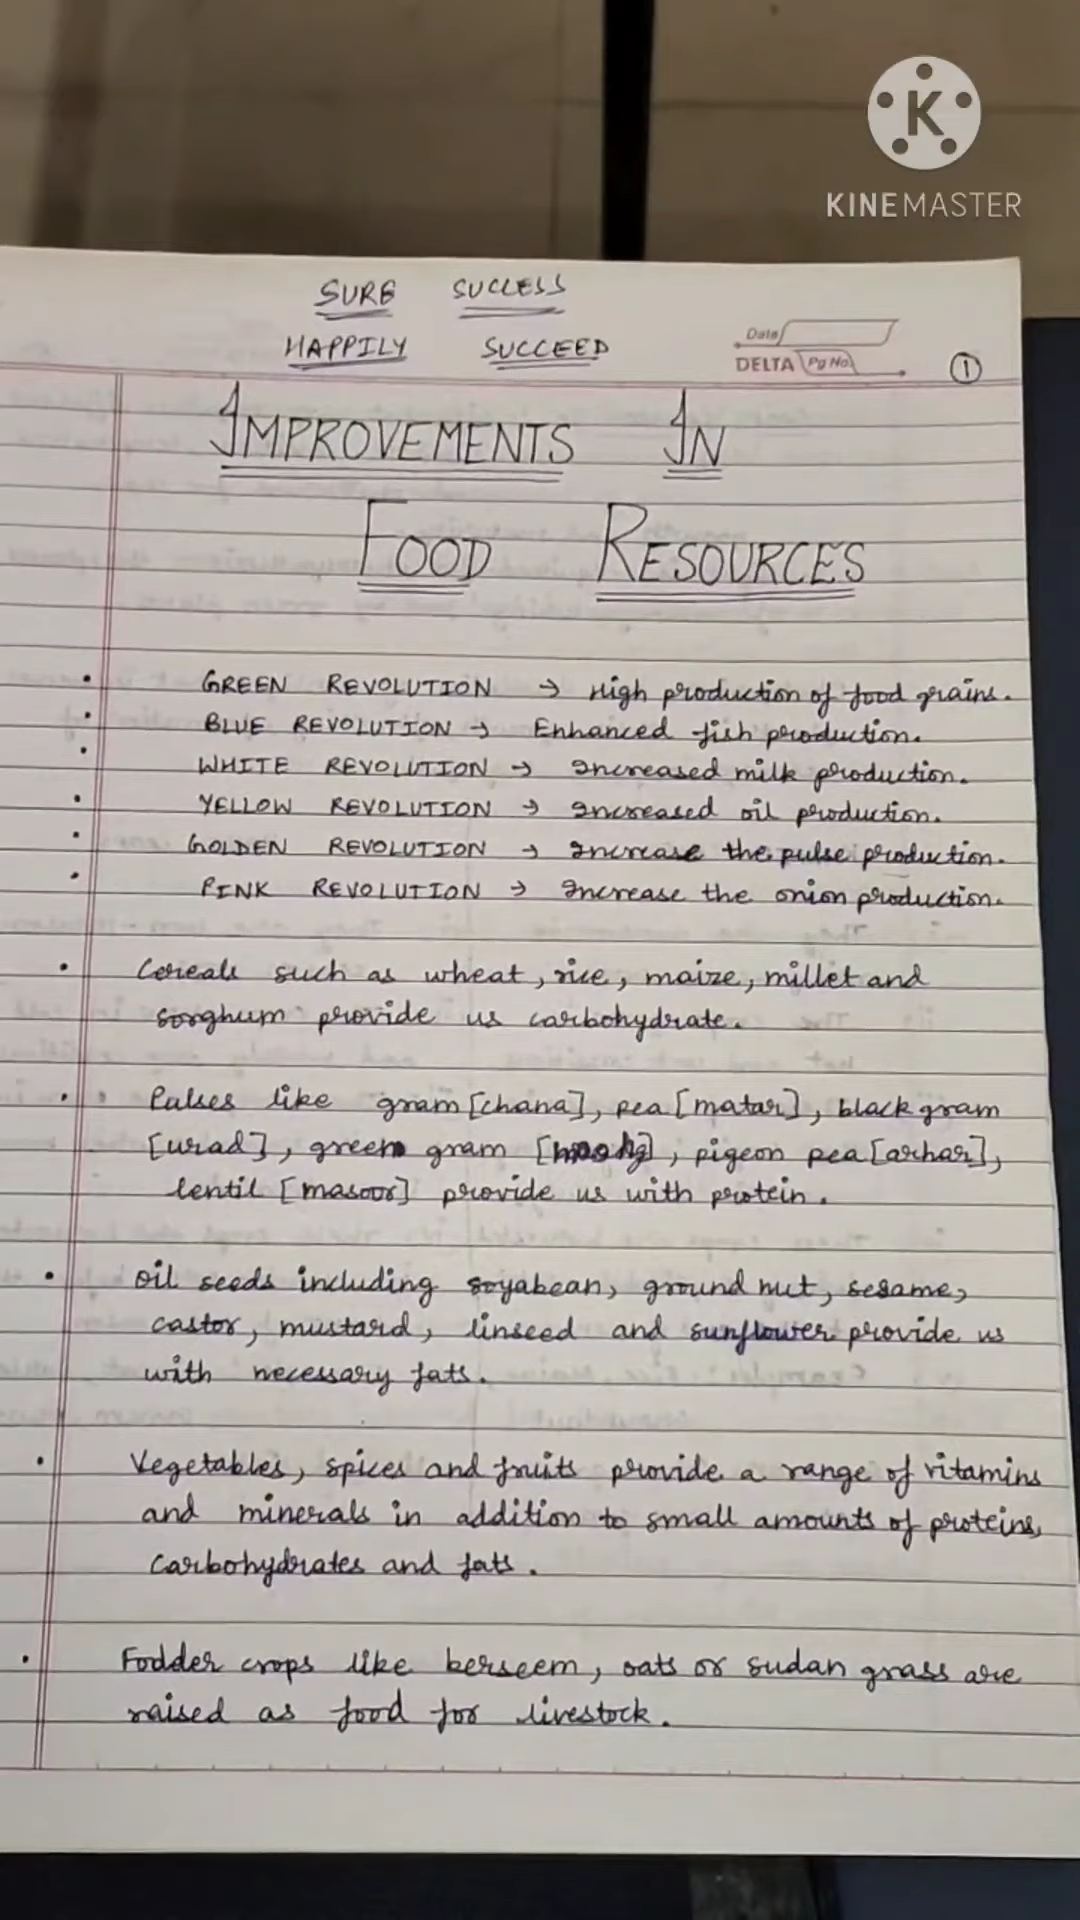 K
KINEMASTER
SURE SUCCESS
HAPPILY SUCCEED
Date
DELTA Pg No.
1
IMPROVEMENTS IN
FOOD RESOURCES
• GREEN REVOLUTION → High production of food grains.
• BLUE REVOLUTION → Enhanced fish production.
• WHITE REVOLUTION → Increased milk production.
• YELLOW REVOLUTION → Increased oil production.
• GOLDEN REVOLUTION → Increase the pulse production.
• PINK REVOLUTION → Increase the onion production.
• Cereals such as wheat, rice, maize, millet and
sorghum provide us carbohydrate.
• Pulses like gram [chana], pea [matar], black gram
[urad], green gram [moong], pigeon pea [arhar],
lentil [masoor] provide us with protein.
• Oil seeds including soyabean, ground nut, sesame,
castor, mustard, linseed and sunflower provide us
with necessary fats.
• Vegetables, spices and fruits provide a range of vitamins
and minerals in addition to small amounts of proteins,
carbohydrates and fats.
• Fodder crops like berseem, oats or sudan grass are
raised as food for livestock.